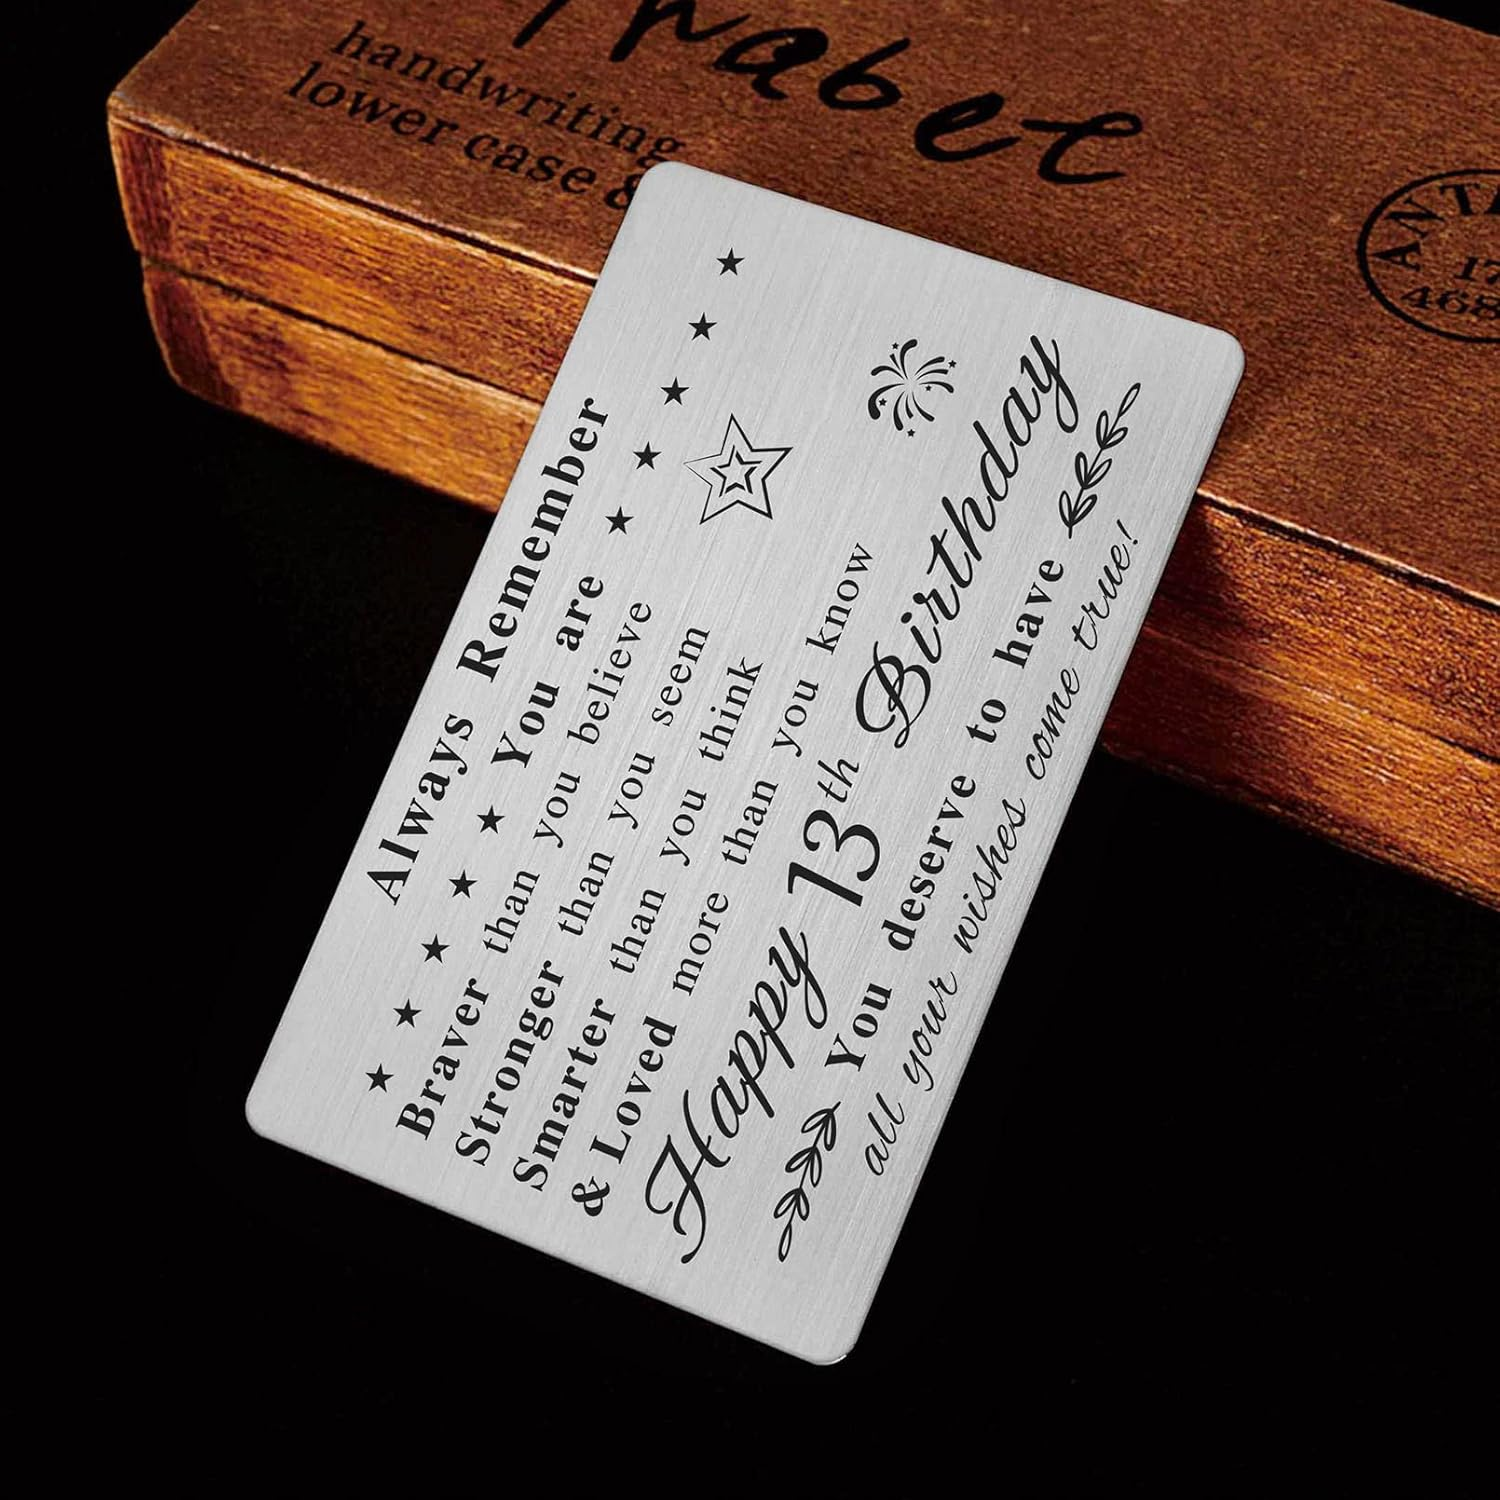 handwriting
lower case &
Always Remember
You are
Braver than you believe
Stronger than you seem
Smarter than you think
& Loved more than you know
Happy 13th Birthday
You deserve to have
all your wishes come true!